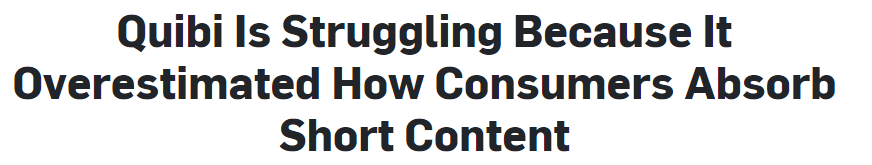 Quibi Is Struggling Because It
Overestimated How Consumers Absorb
Short Content